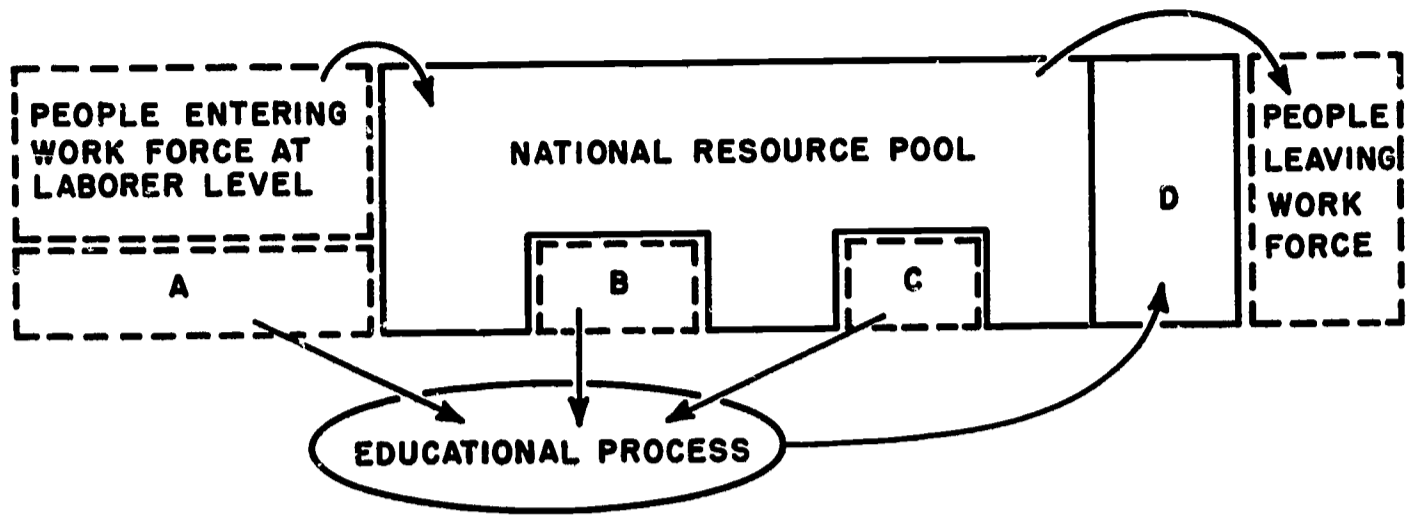 PEOPLE ENTERING
WORK FORCE AT
LABORER LEVEL
NATIONAL RESOURCE POOL
PEOPLE
LEAVING
WORK
FORCE
A
B
C
D
EDUCATIONAL PROCESS